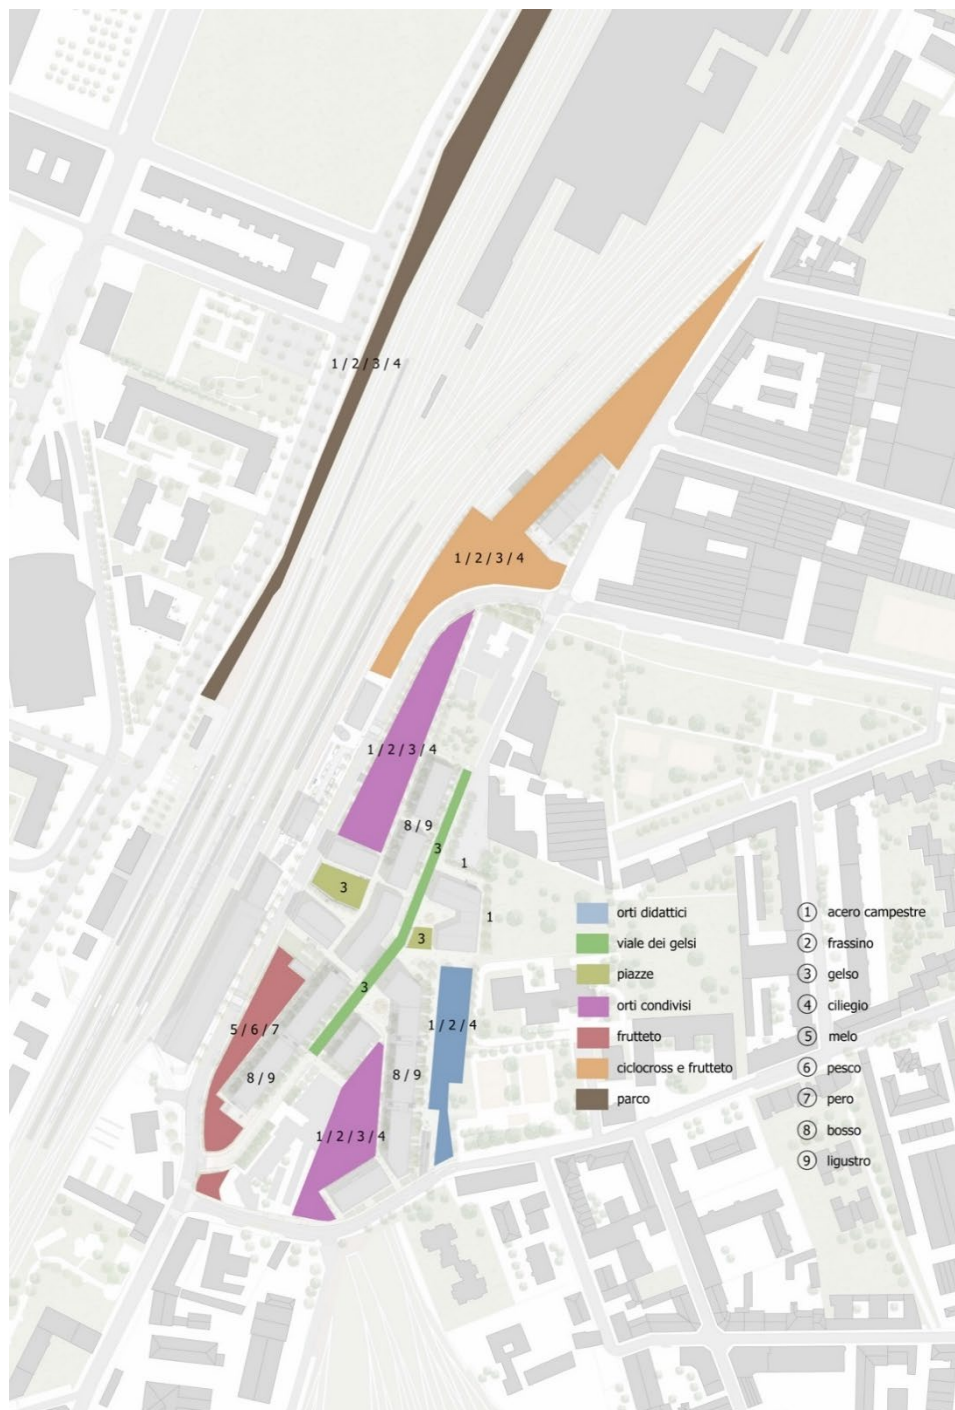 1 / 2 / 3 / 4
1 / 2 / 3 / 4
1 / 2 / 3 / 4
8 / 9
3
1
3
1
3
3
5 / 6 / 7
1 / 2 / 4
8 / 9
8 / 9
1 / 2 / 3 / 4
orti didattici
viale dei gelsi
piazze
orti condivisi
frutteto
ciclocross e frutteto
parco
1 acero campestre
2 frassino
3 gelso
4 ciliegio
5 melo
6 pesco
7 pero
8 bosso
9 ligustro